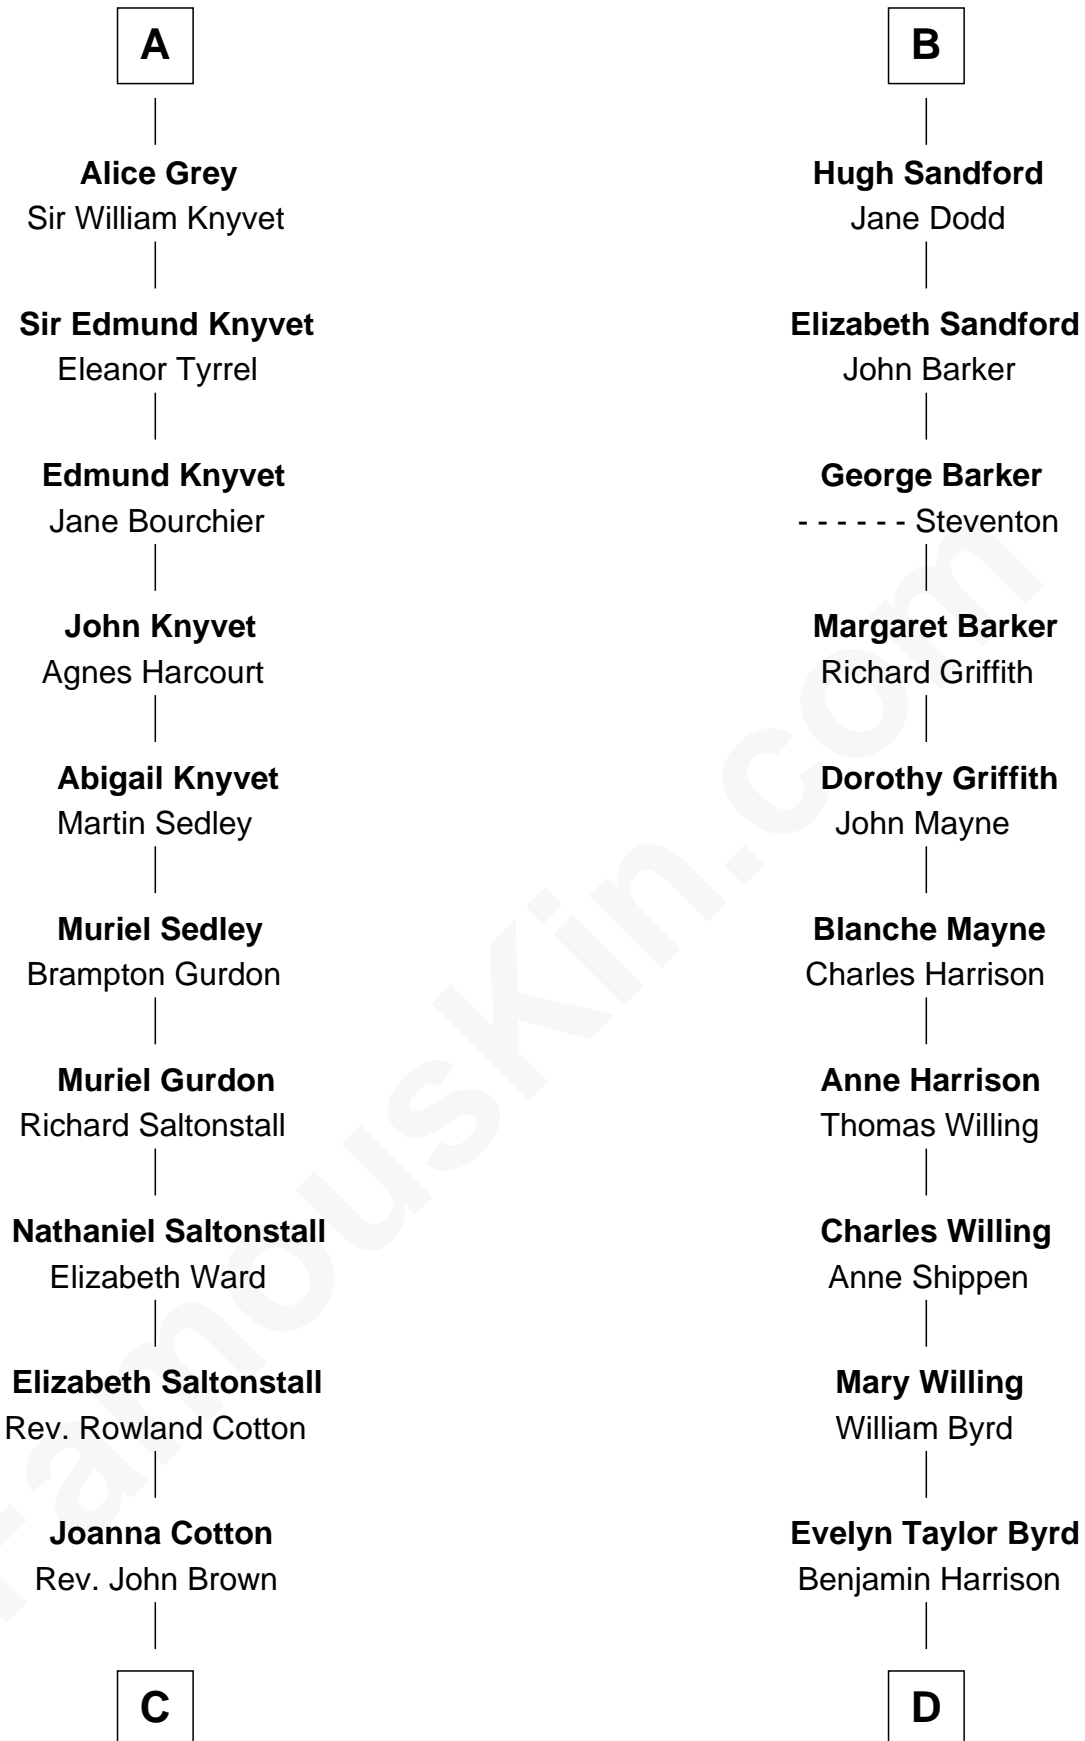 A
Alice Grey
Sir William Knyvet
Sir Edmund Knyvet
Eleanor Tyrrel
Edmund Knyvet
Jane Bourchier
John Knyvet
Agnes Harcourt
Abigail Knyvet
Martin Sedley
Muriel Sedley
Brampton Gurdon
Muriel Gurdon
Richard Saltonstall
Nathaniel Saltonstall
Elizabeth Ward
Elizabeth Saltonstall
Rev. Rowland Cotton
Joanna Cotton
Rev. John Brown
C
B
Hugh Sandford
Jane Dodd
Elizabeth Sandford
John Barker
George Barker
- - - - - - Steventon
Margaret Barker
Richard Griffith
Dorothy Griffith
John Mayne
Blanche Mayne
Charles Harrison
Anne Harrison
Thomas Willing
Charles Willing
Anne Shippen
Mary Willing
William Byrd
Evelyn Taylor Byrd
Benjamin Harrison
D
FamousKin.com